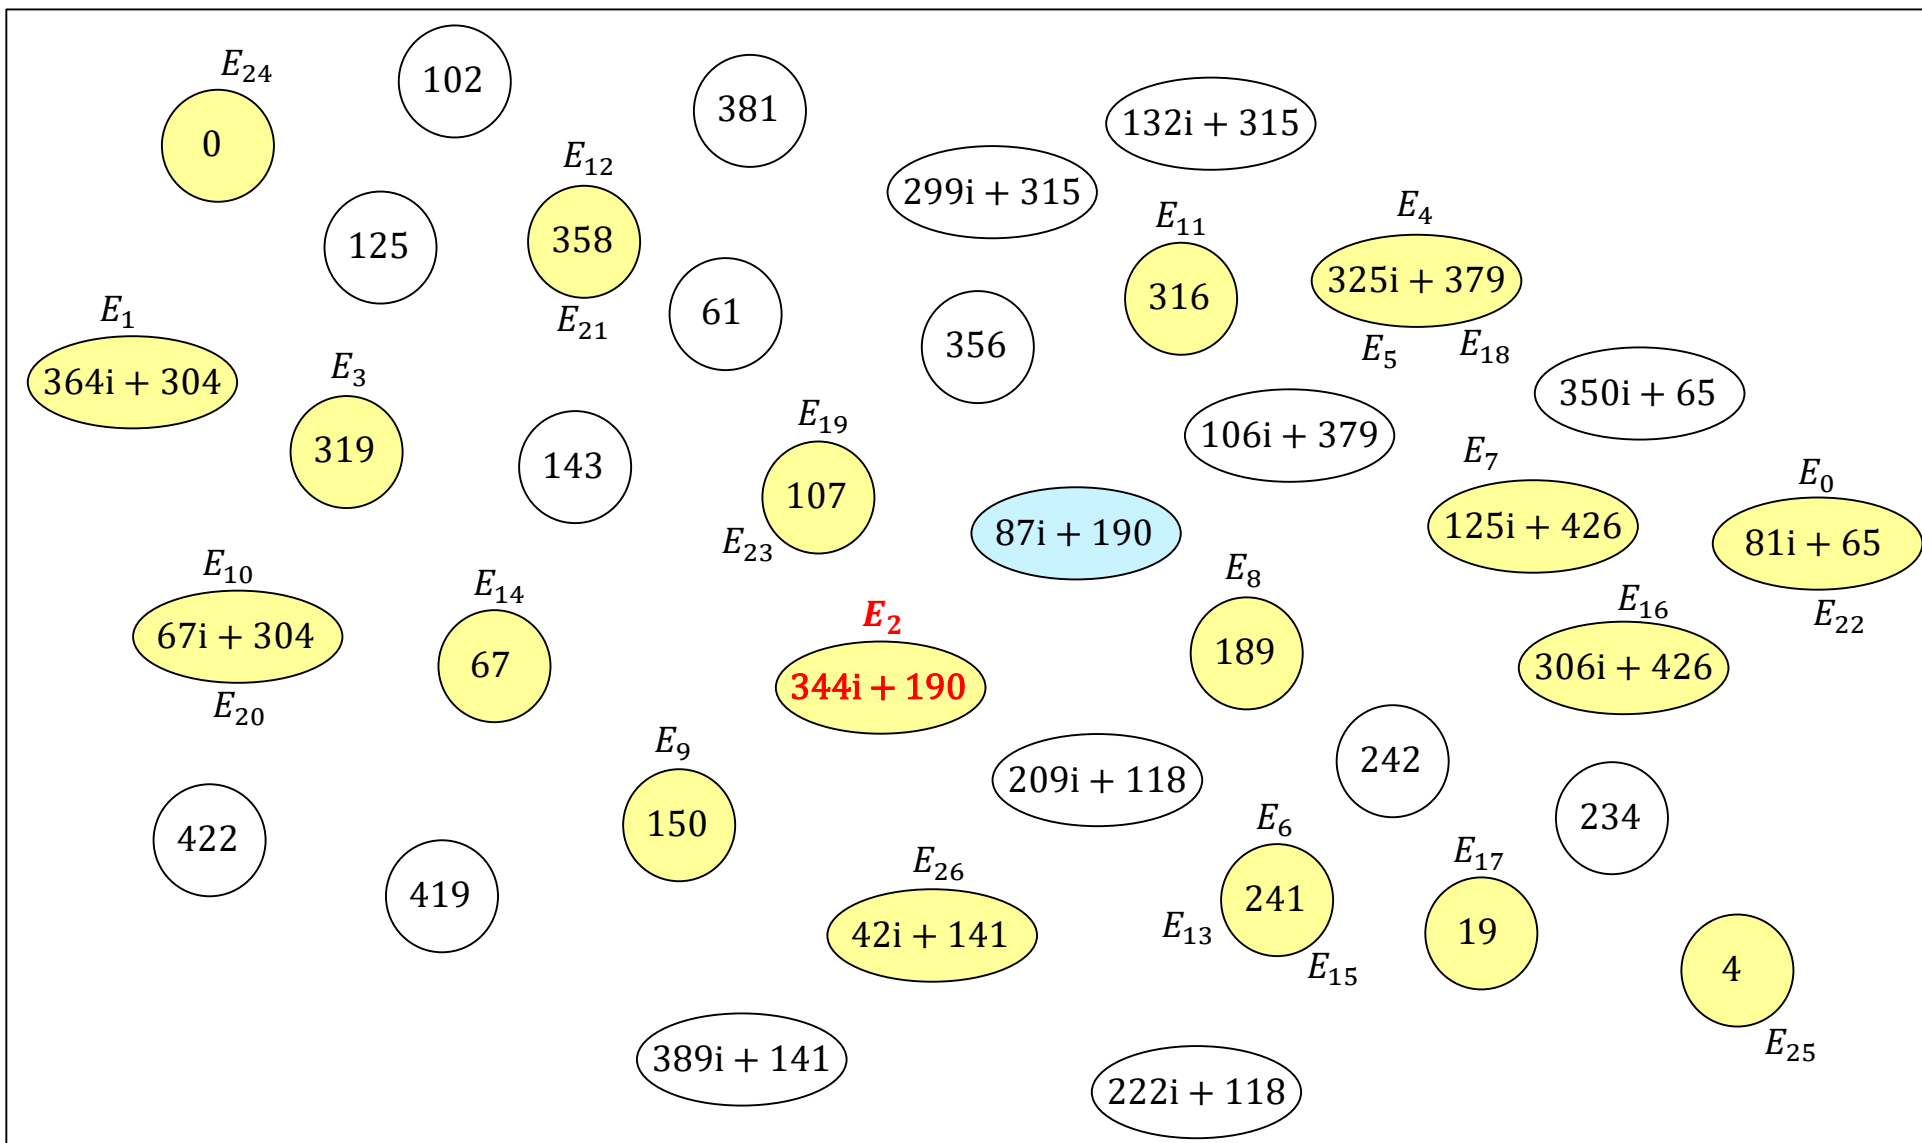 E₂₄
0
102
381
132i + 315
E₁₂
358
E₂₁
299i + 315
125
E₁₁
316
E₄
325i + 379
E₅
E₁₈
E₁
364i + 304
61
356
E₃
319
350i + 65
143
E₁₉
107
E₂₃
106i + 379
E₇
125i + 426
E₀
81i + 65
E₂₂
87i + 190
E₁₀
67i + 304
E₂₀
E₁₄
67
E₂
344i + 190
E₈
189
E₁₆
306i + 426
E₉
150
209i + 118
242
234
422
419
E₂₆
42i + 141
E₆
241
E₁₃
E₁₅
E₁₇
19
4
E₂₅
389i + 141
222i + 118